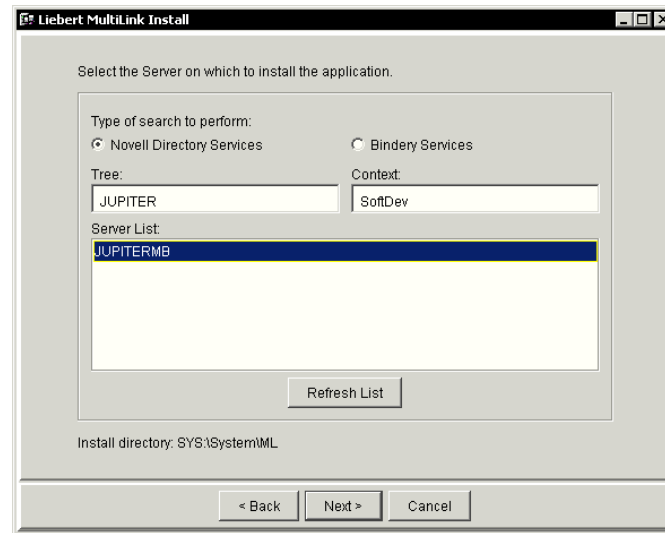 Liebert MultiLink Install
Select the Server on which to install the application.
Type of search to perform:
Novell Directory Services
Bindery Services
Tree:
Context:
JUPITER
SoftDev
Server List:
JUPITERMB
Refresh List
Install directory: SYS:\System\ML
< Back
Next >
Cancel